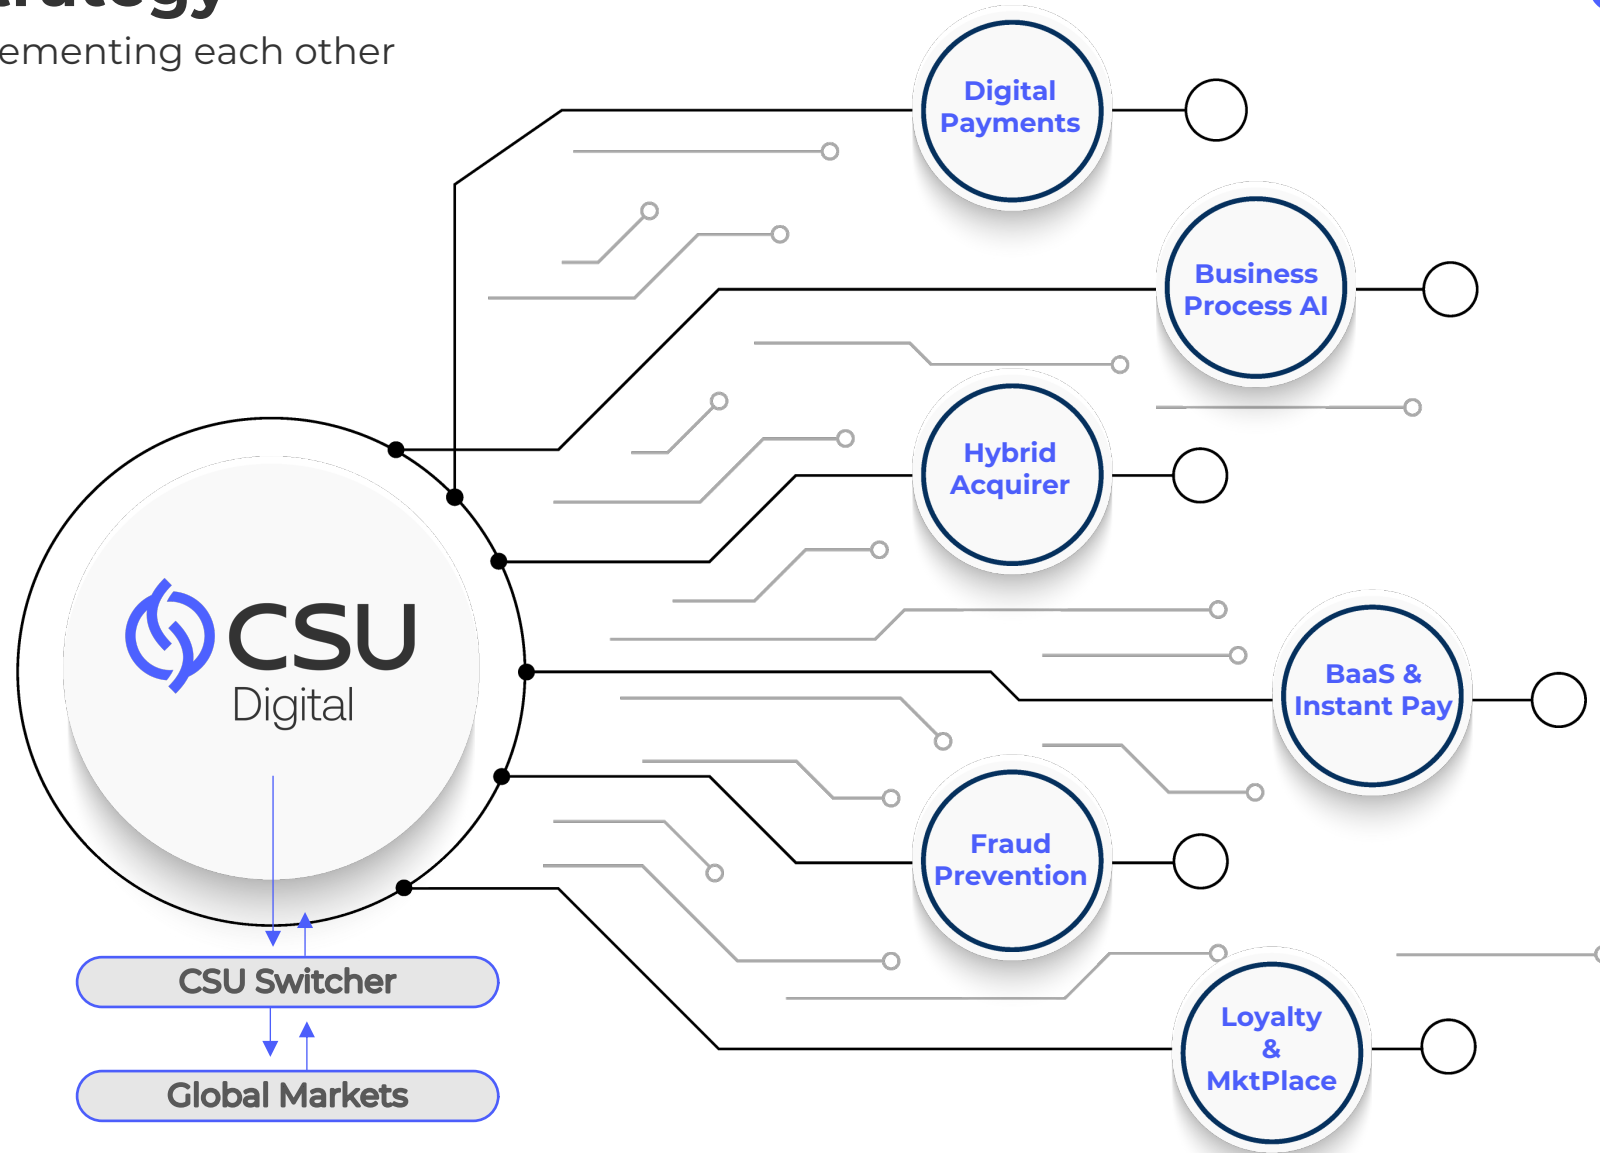 ementing each other
Digital
Payments
Business
Process AI
Hybrid
Acquirer
CSU
Digital
BaaS &
Instant Pay
Fraud
Prevention
CSU Switcher
Loyalty
&
MktPlace
Global Markets